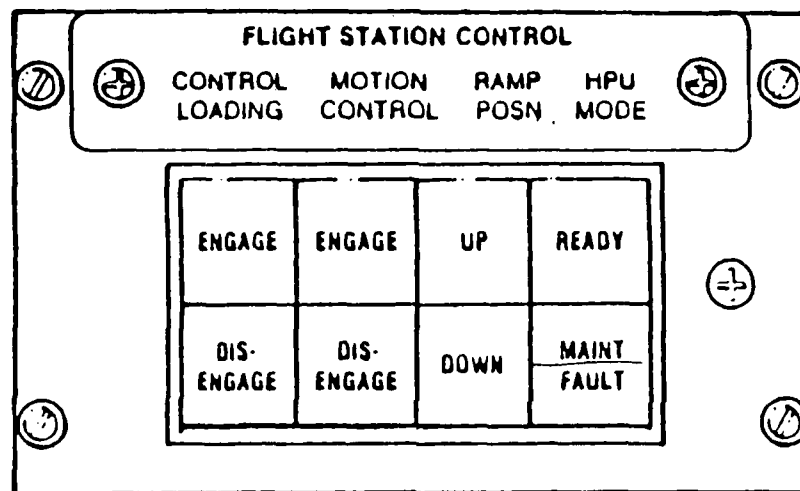 FLIGHT STATION CONTROL
CONTROL MOTION RAMP HPU
LOADING CONTROL POSN MODE
ENGAGE ENGAGE UP READY
DIS- DIS- DOWN MAINT
ENGAGE ENGAGE FAULT